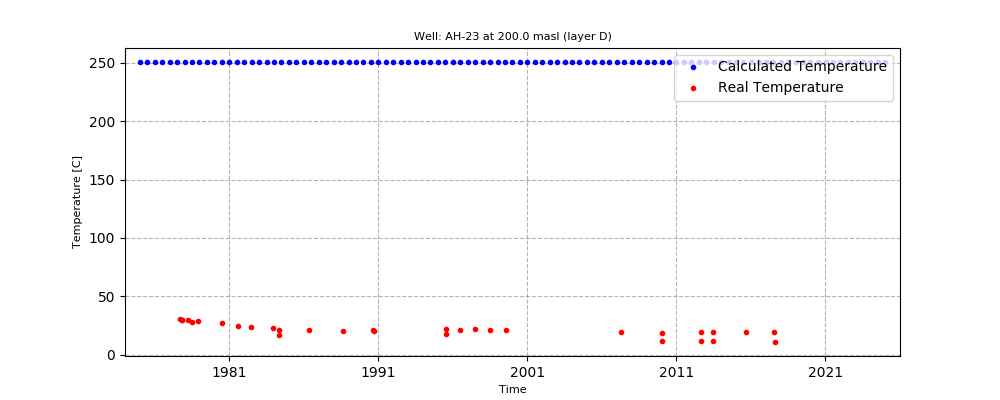 Well: AH-23 at 200.0 masl (layer D)
Calculated Temperature
Real Temperature
Temperature [C]
250
200
150
100
50
0
1981
1991
2001
2011
2021
Time